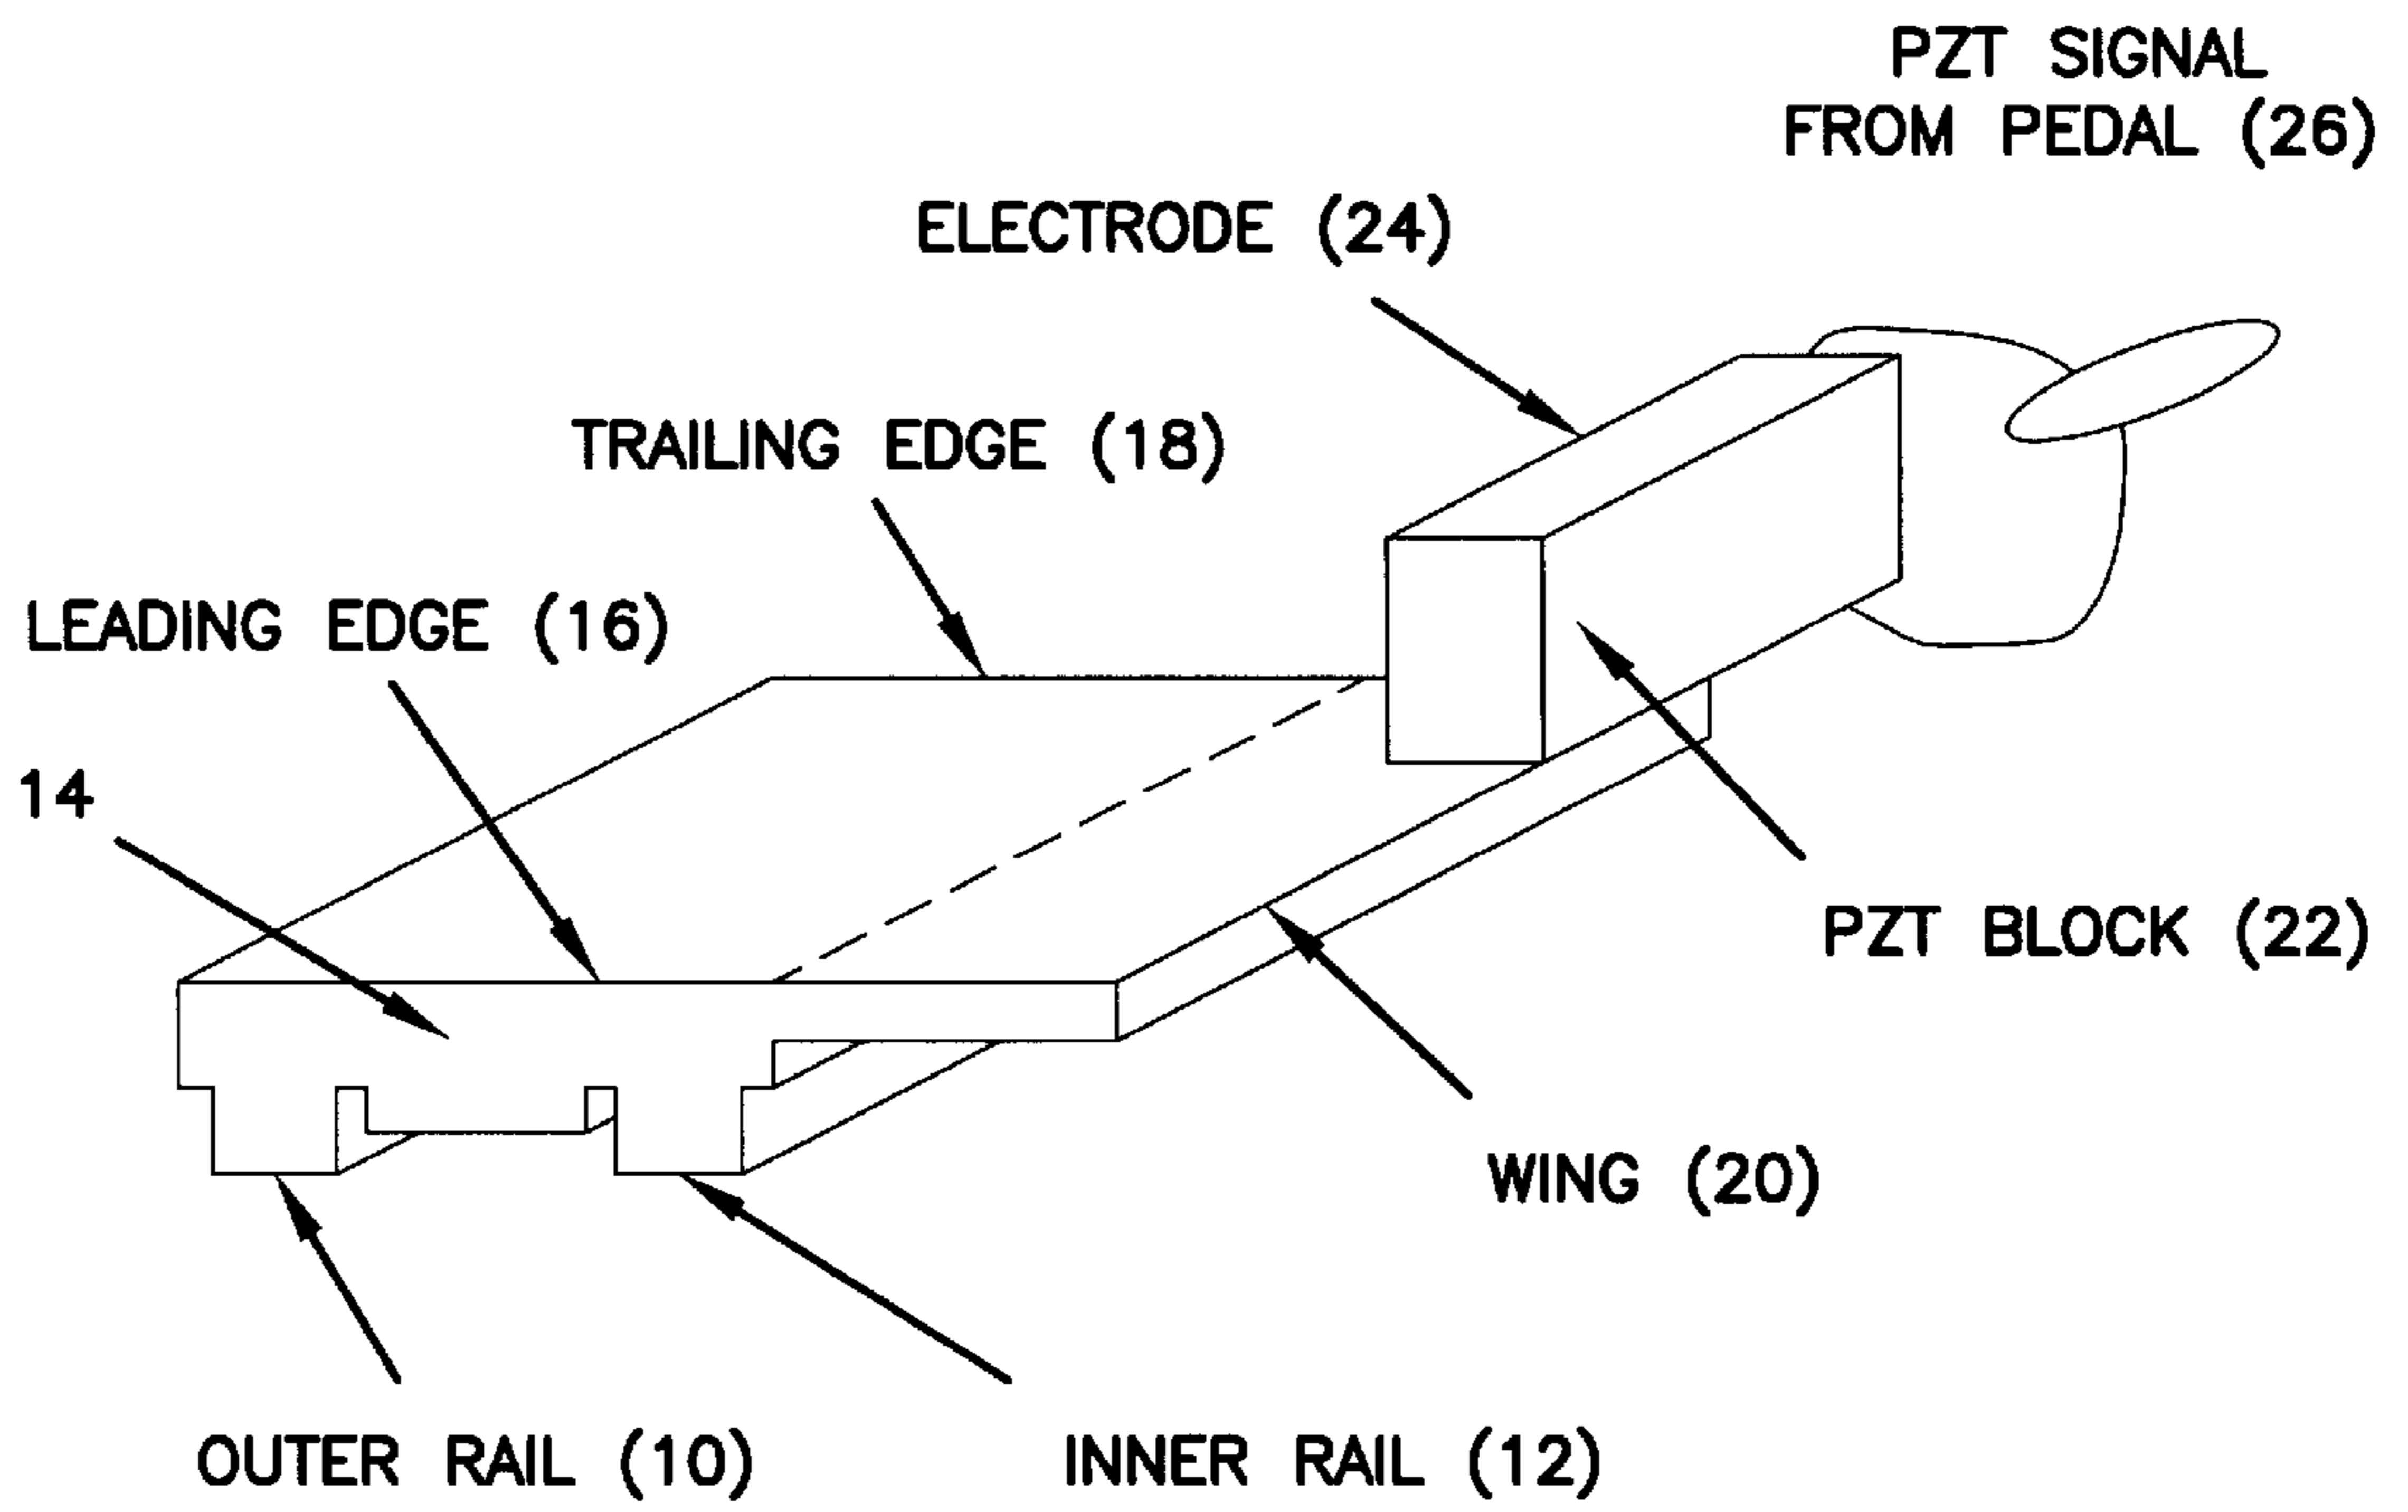 PZT SIGNAL
FROM PEDAL (26)
ELECTRODE (24)
TRAILING EDGE (18)
LEADING EDGE (16)
14
PZT BLOCK (22)
WING (20)
OUTER RAIL (10)
INNER RAIL (12)